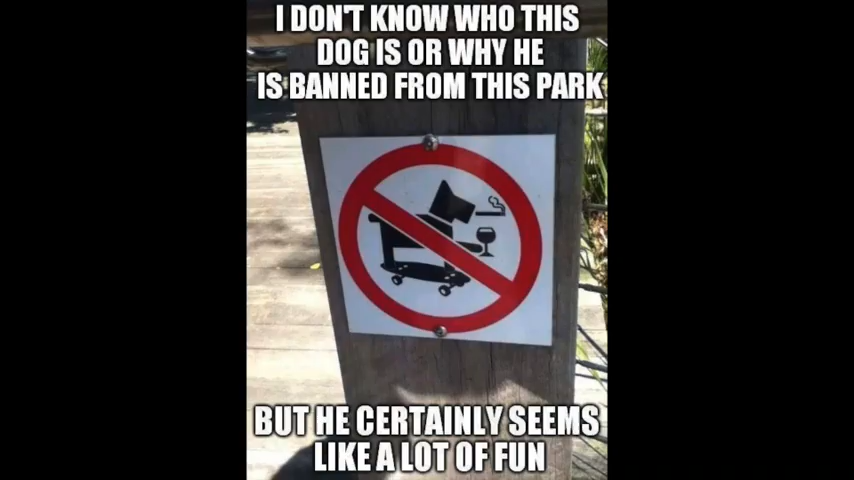 I DON'T KNOW WHO THIS
DOG IS OR WHY HE
IS BANNED FROM THIS PARK
BUT HE CERTAINLY SEEMS
LIKE A LOT OF FUN